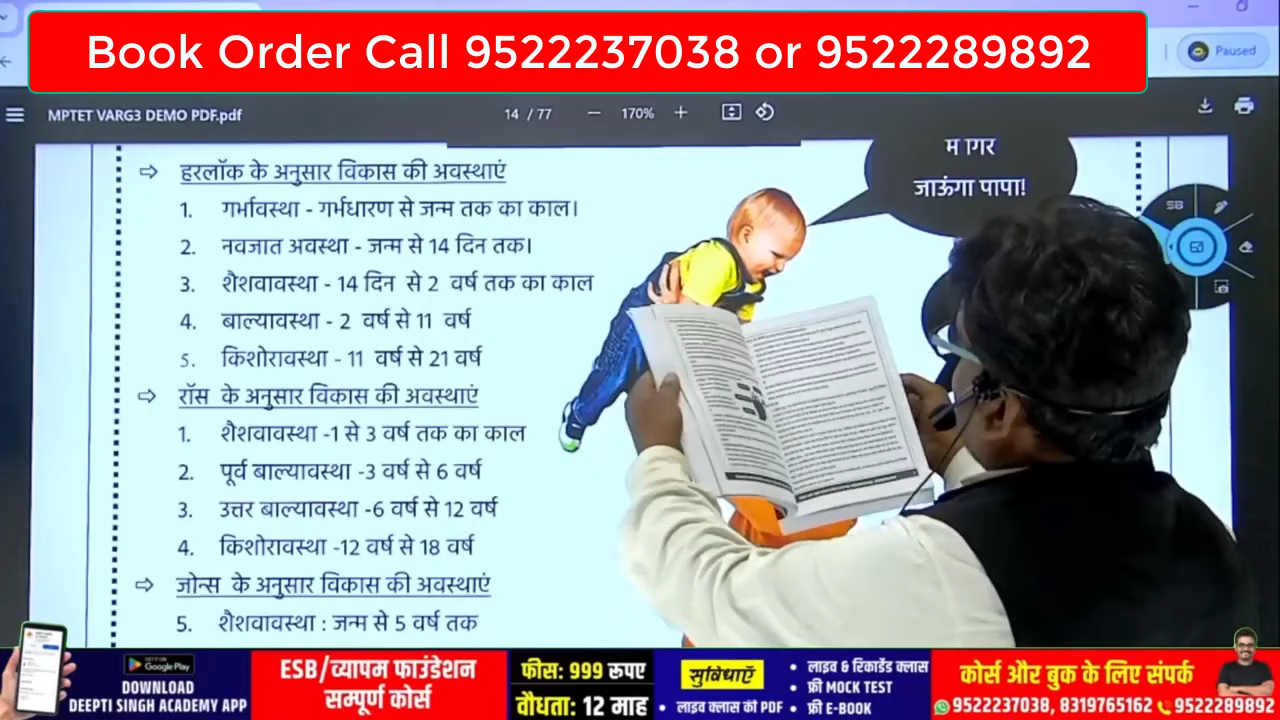 Book Order Call 9522237038 or 9522289892
Paused
MPTET VARG3 DEMO PDF.pdf
14 / 77
170%
जाऊंगा पापा!
⇨ हरलॉक के अनुसार विकास की अवस्थाएं
1. गर्भावस्था - गर्भधारण से जन्म तक का काल।
2. नवजात अवस्था - जन्म से 14 दिन तक।
3. शैशवावस्था - 14 दिन से 2 वर्ष तक का काल
4. बाल्यावस्था - 2 वर्ष से 11 वर्ष
5. किशोरावस्था - 11 वर्ष से 21 वर्ष
⇨ रॉस के अनुसार विकास की अवस्थाएं
1. शैशवावस्था -1 से 3 वर्ष तक का काल
2. पूर्व बाल्यावस्था -3 वर्ष से 6 वर्ष
3. उत्तर बाल्यावस्था -6 वर्ष से 12 वर्ष
4. किशोरावस्था -12 वर्ष से 18 वर्ष
⇨ जोन्स के अनुसार विकास की अवस्थाएं
5. शैशवावस्था : जन्म से 5 वर्ष तक
GET IT ON
Google Play
DOWNLOAD
DEEPTI SINGH ACADEMY APP
ESB/व्यापम फाउंडेशन
सम्पूर्ण कोर्स
फीस: 999 रूपए
वौधता: 12 माह
सुविधाएँ
• लाइव क्लास की PDF
• लाइव & रिकार्डेड क्लास
• फ्री MOCK TEST
• फ्री E-BOOK
कोर्स और बुक के लिए संपर्क
9522237038, 8319765162 9522289892